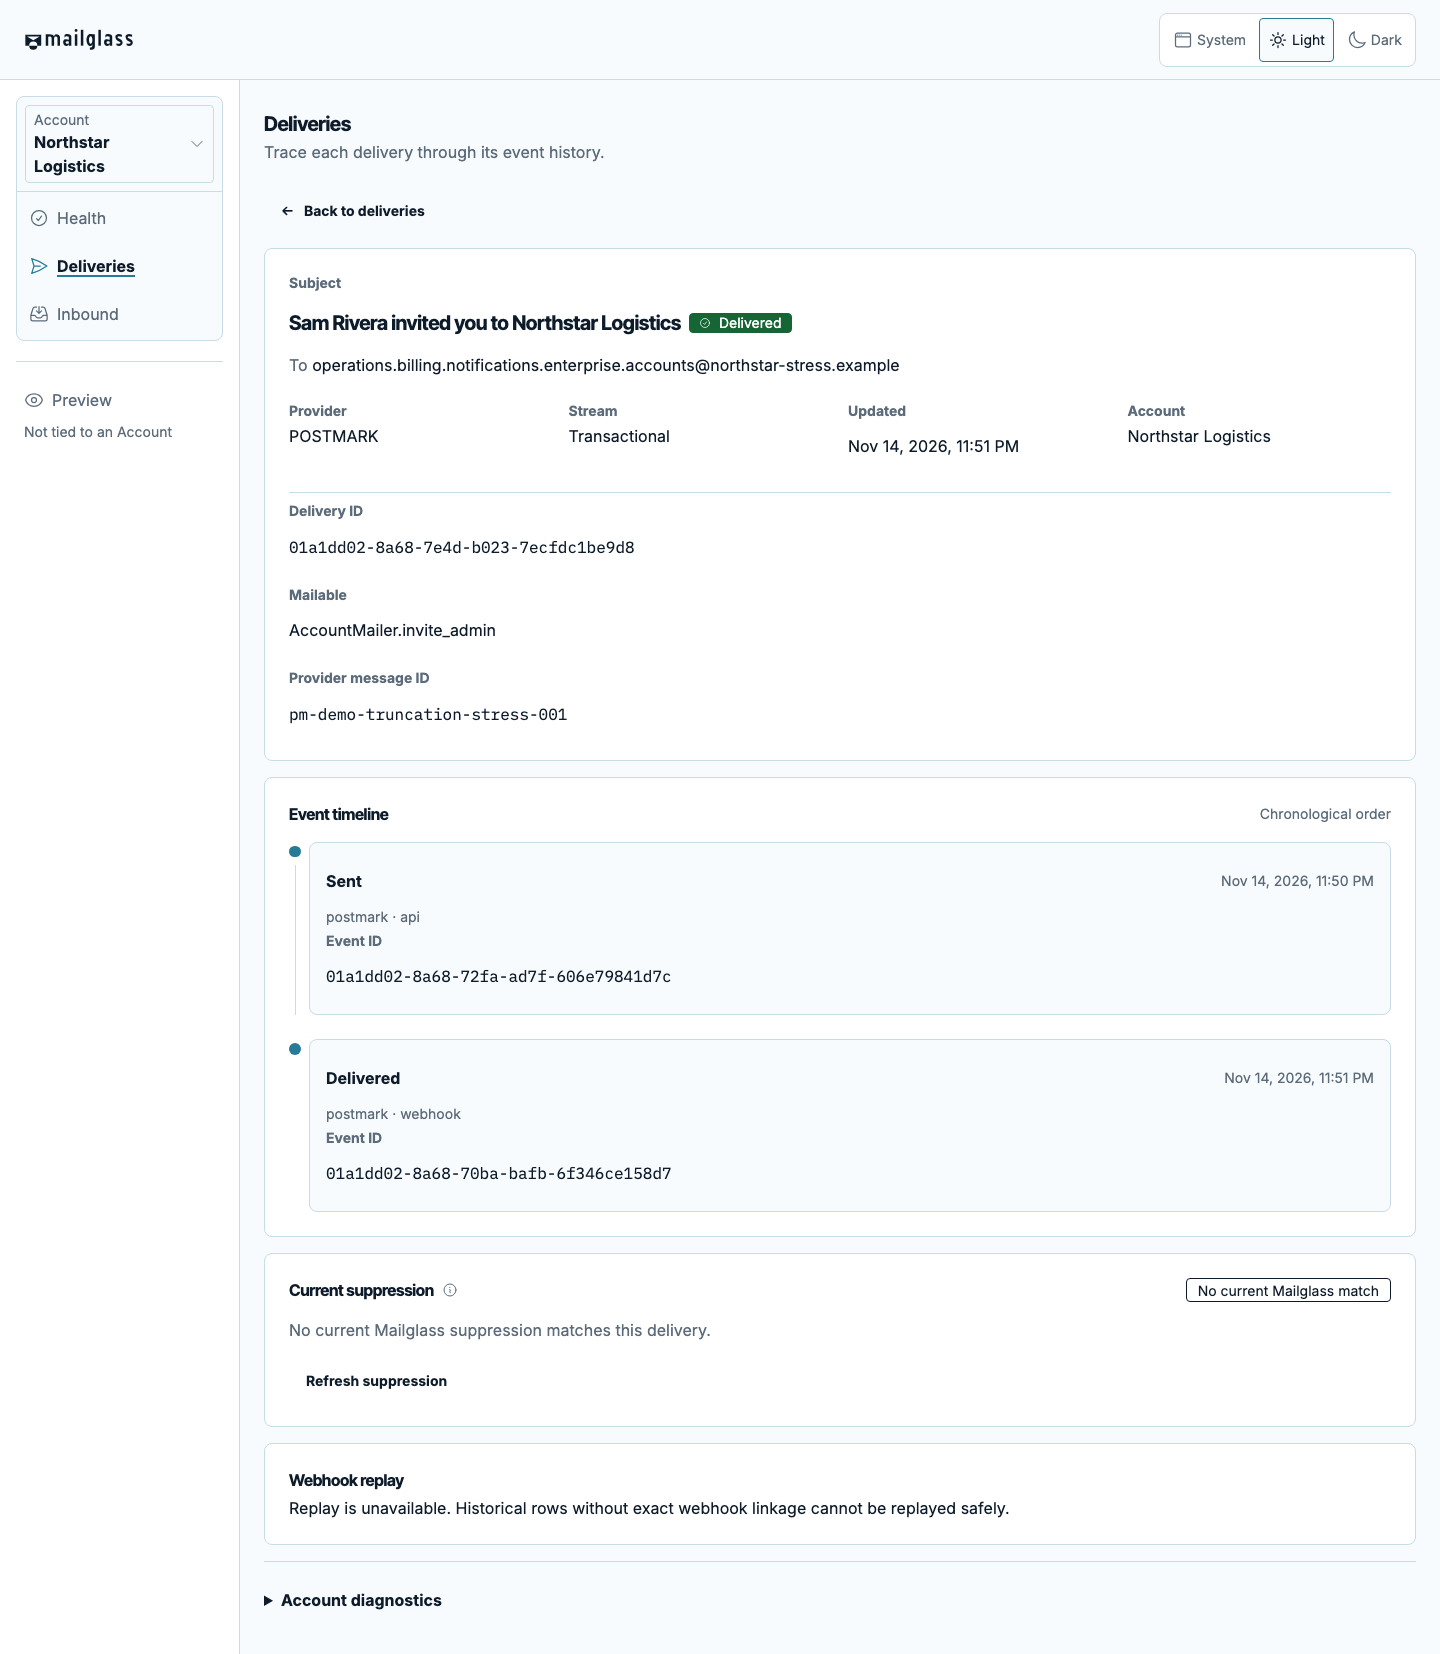 mailglass
System
Light
Dark
Account
Northstar
Logistics
Health
Deliveries
Inbound
Preview
Not tied to an Account
Deliveries
Trace each delivery through its event history.
Back to deliveries
Subject
Sam Rivera invited you to Northstar Logistics
Delivered
To operations.billing.notifications.enterprise.accounts@northstar-stress.example
Provider
POSTMARK
Stream
Transactional
Updated
Nov 14, 2026, 11:51 PM
Account
Northstar Logistics
Delivery ID
01a1dd02-8a68-7e4d-b023-7ecfdc1be9d8
Mailable
AccountMailer.invite_admin
Provider message ID
pm-demo-truncation-stress-001
Event timeline
Chronological order
Sent
Nov 14, 2026, 11:50 PM
postmark · api
Event ID
01a1dd02-8a68-72fa-ad7f-606e79841d7c
Delivered
Nov 14, 2026, 11:51 PM
postmark · webhook
Event ID
01a1dd02-8a68-70ba-bafb-6f346ce158d7
Current suppression
No current Mailglass match
No current Mailglass suppression matches this delivery.
Refresh suppression
Webhook replay
Replay is unavailable. Historical rows without exact webhook linkage cannot be replayed safely.
Account diagnostics